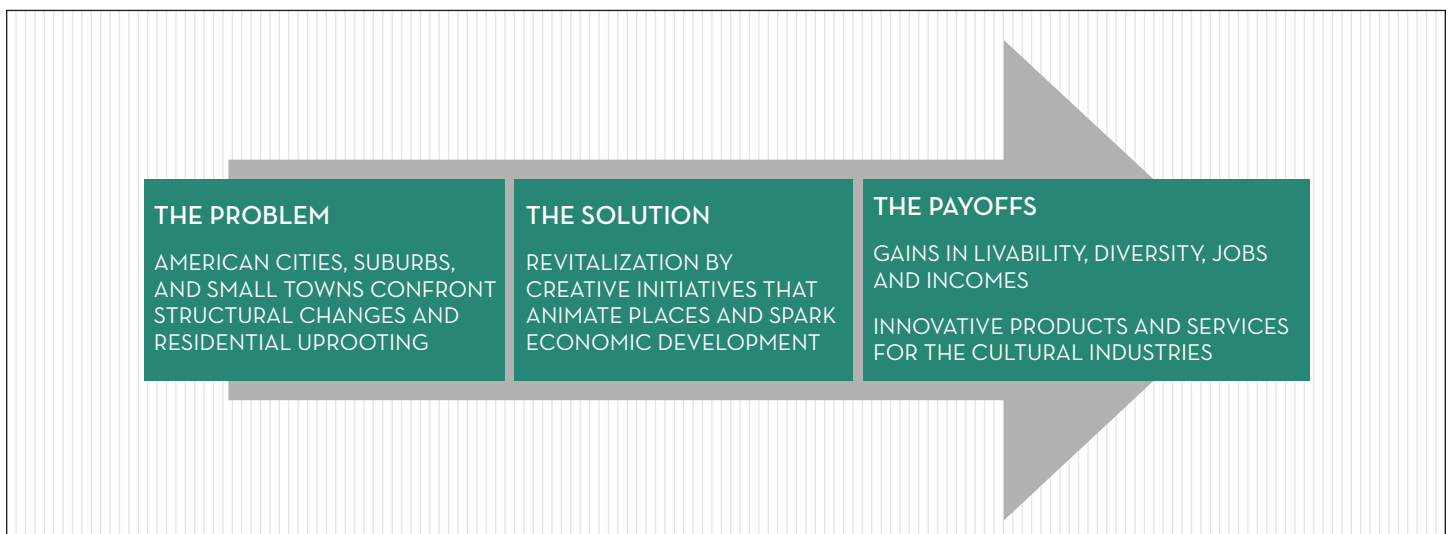 THE PROBLEM
AMERICAN CITIES, SUBURBS,
AND SMALL TOWNS CONFRONT
STRUCTURAL CHANGES AND
RESIDENTIAL UPROOTING
THE SOLUTION
REVITALIZATION BY
CREATIVE INITIATIVES THAT
ANIMATE PLACES AND SPARK
ECONOMIC DEVELOPMENT
THE PAYOFFS
GAINS IN LIVABILITY, DIVERSITY, JOBS
AND INCOMES
INNOVATIVE PRODUCTS AND SERVICES
FOR THE CULTURAL INDUSTRIES